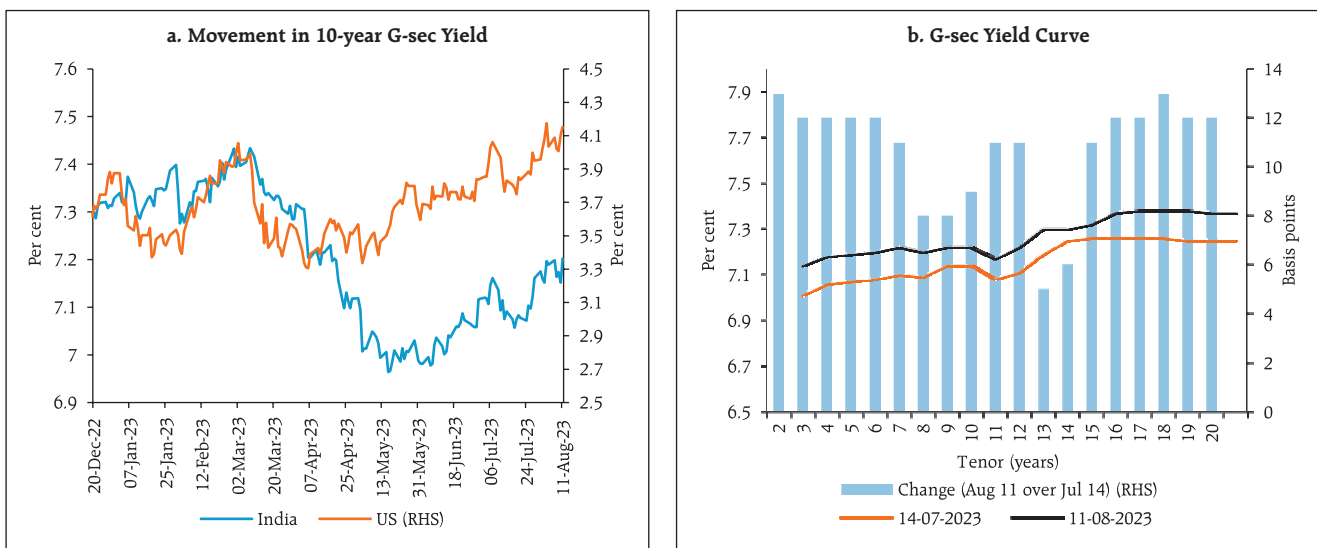 a. Movement in 10-year G-sec Yield
7.6
7.5
7.4
7.3
7.2
7.1
7
6.9
Per cent
4.5
4.3
4.1
3.9
3.7
3.5
3.3
3.1
2.9
2.7
2.5
Per cent
20-Dec-22
07-Jan-23
25-Jan-23
12-Feb-23
02-Mar-23
20-Mar-23
07-Apr-23
25-Apr-23
13-May-23
31-May-23
18-Jun-23
06-Jul-23
24-Jul-23
11-Aug-23
India
US (RHS)
b. G-sec Yield Curve
7.9
7.7
7.5
7.3
7.1
6.9
6.7
6.5
Per cent
14
12
10
8
6
4
2
0
Basis points
2
3
4
5
6
7
8
9
10
11
12
13
14
15
16
17
18
19
20
Tenor (years)
Change (Aug 11 over Jul 14) (RHS)
14-07-2023
11-08-2023